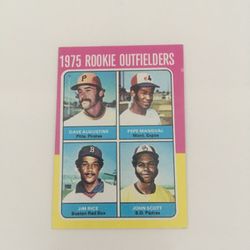 1975 ROOKIE OUTFIELDERS
DAVE AUGUSTINE
Pitts. Pirates
PEPE MANGUAL
Mont. Expos
JIM RICE
Boston Red Sox
JOHN SCOTT
S.D. Padres